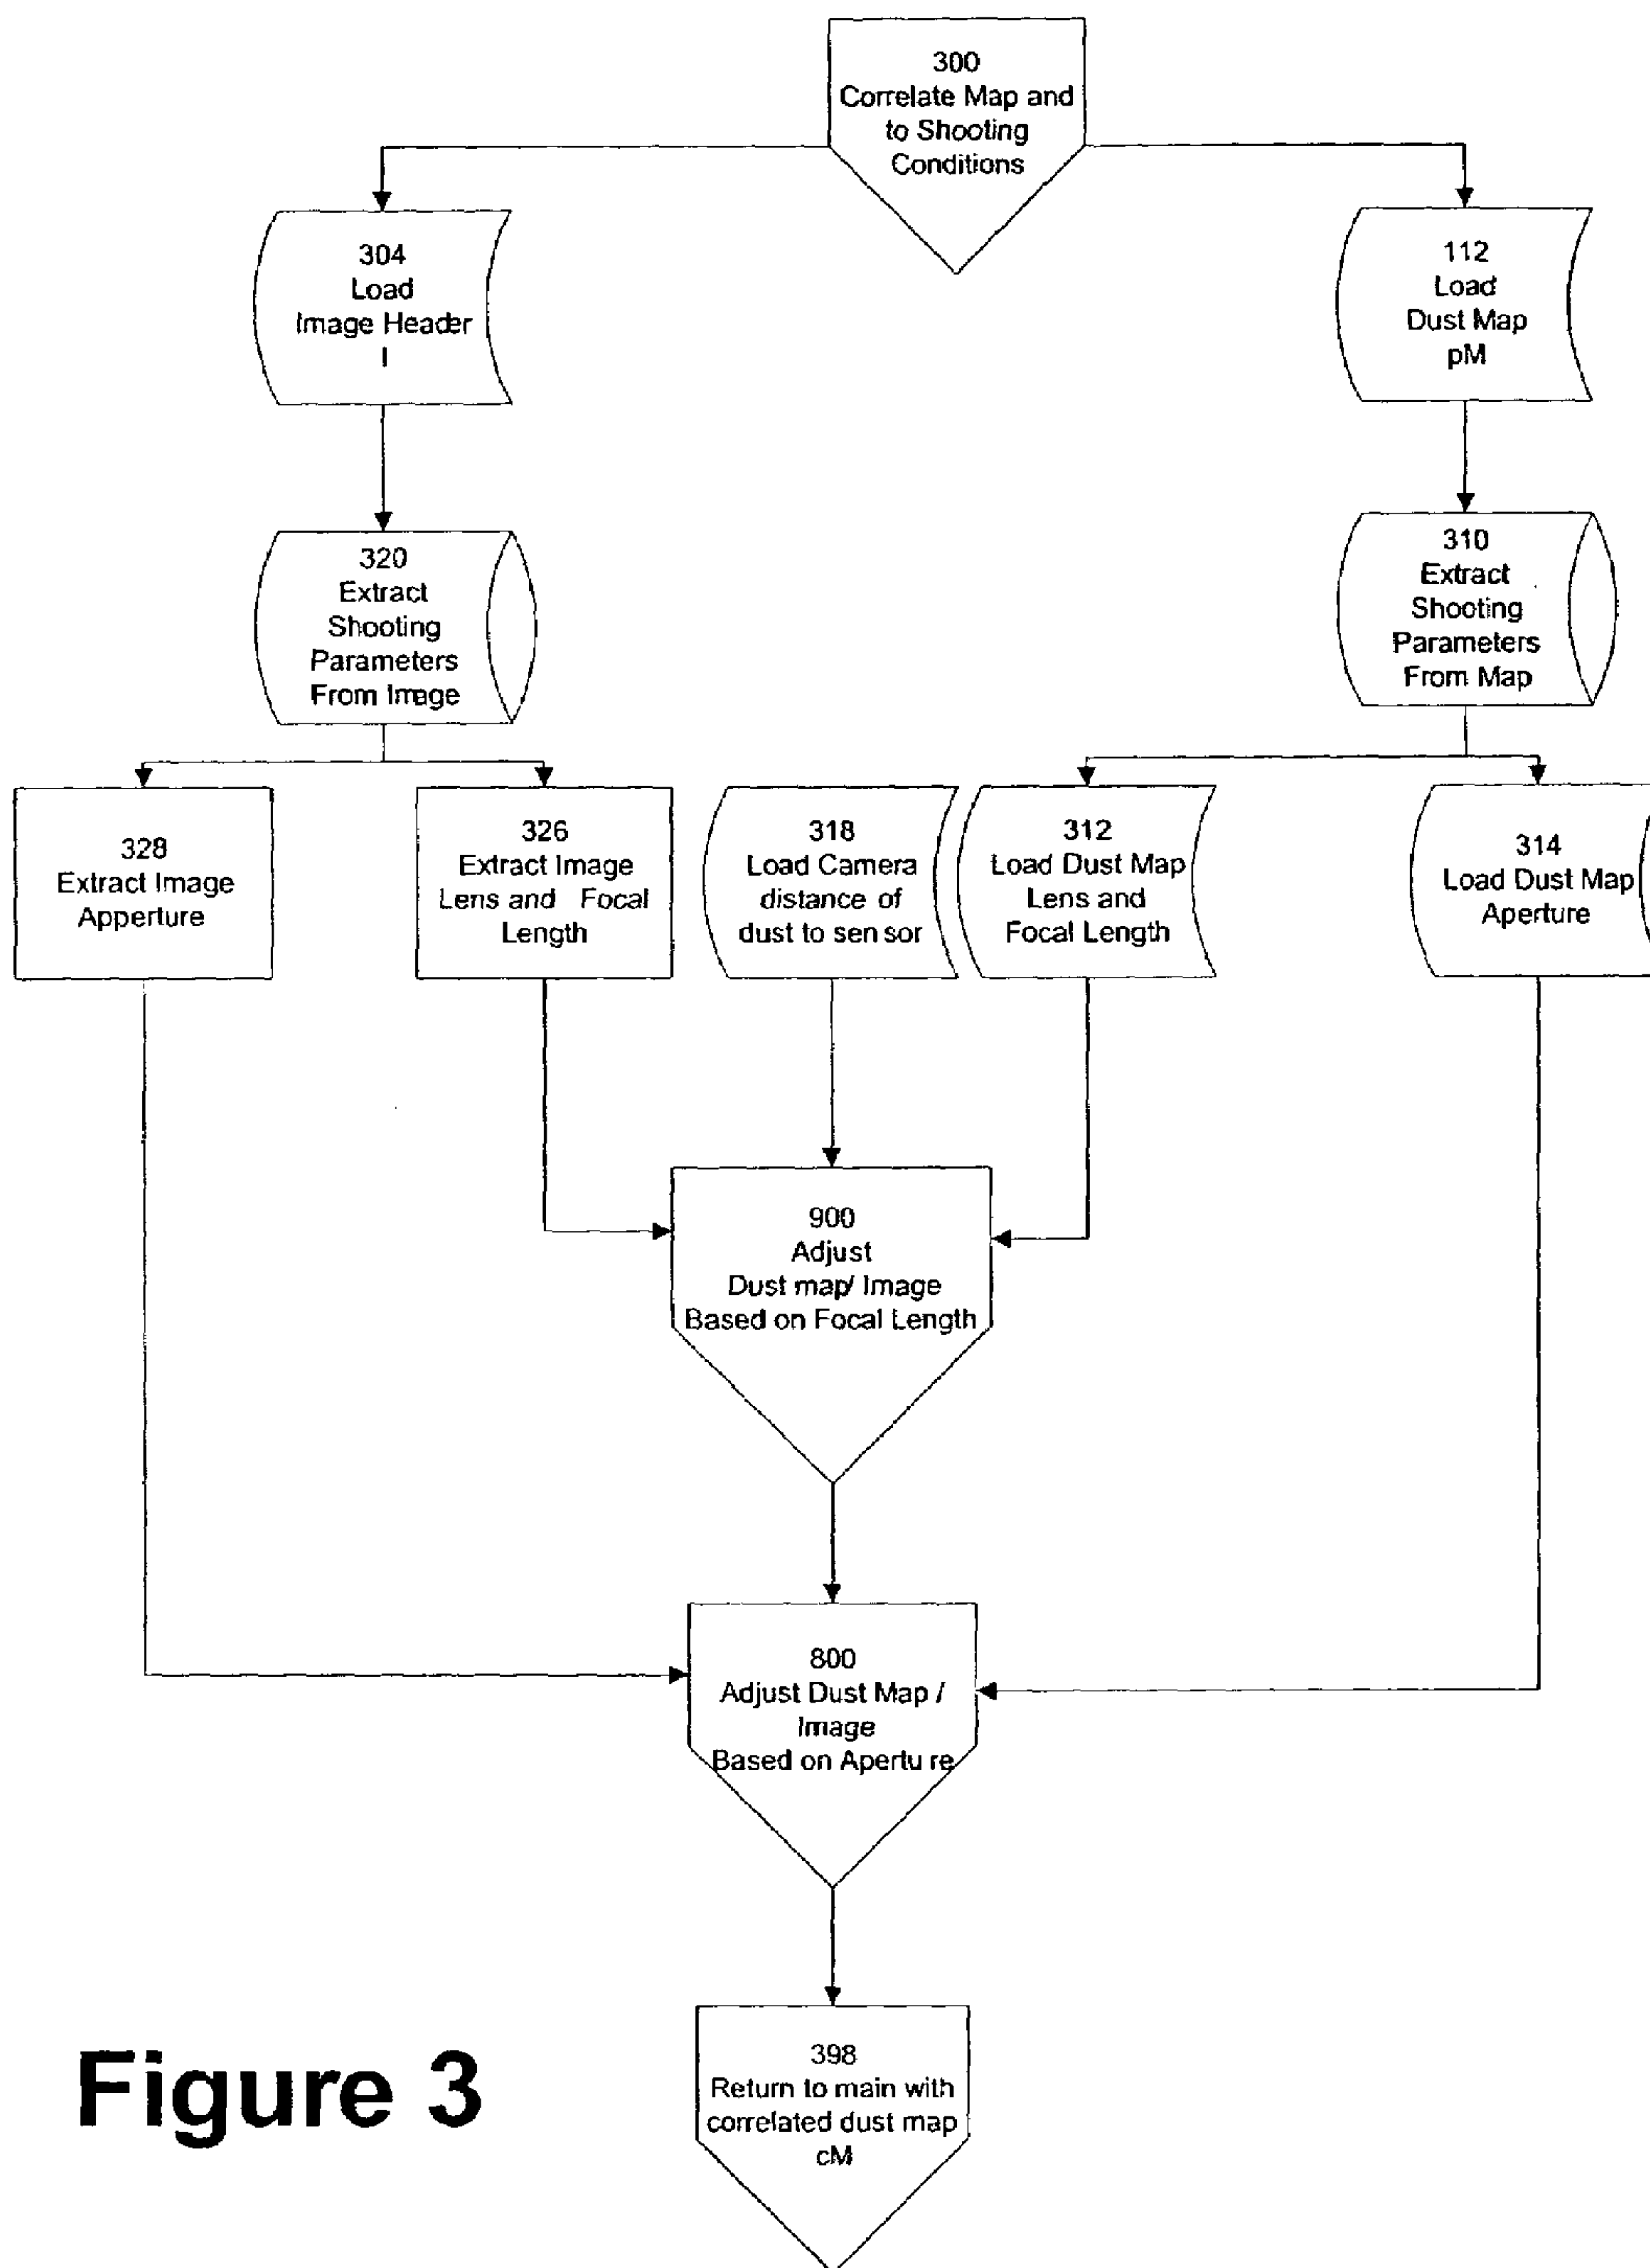 300
Correlate Map and
to Shooting
Conditions
304
Load
Image Header
I
112
Load
Dust Map
pM
320
Extract
Shooting
Parameters
From Image
310
Extract
Shooting
Parameters
From Map
328
Extract Image
Apperture
326
Extract Image
Lens and Focal
Length
318
Load Camera
distance of
dust to sensor
312
Load Dust Map
Lens and
Focal Length
314
Load Dust Map
Aperture
900
Adjust
Dust map/ Image
Based on Focal Length
800
Adjust Dust Map /
Image
Based on Aperture
398
Return to main with
correlated dust map
cM
Figure 3